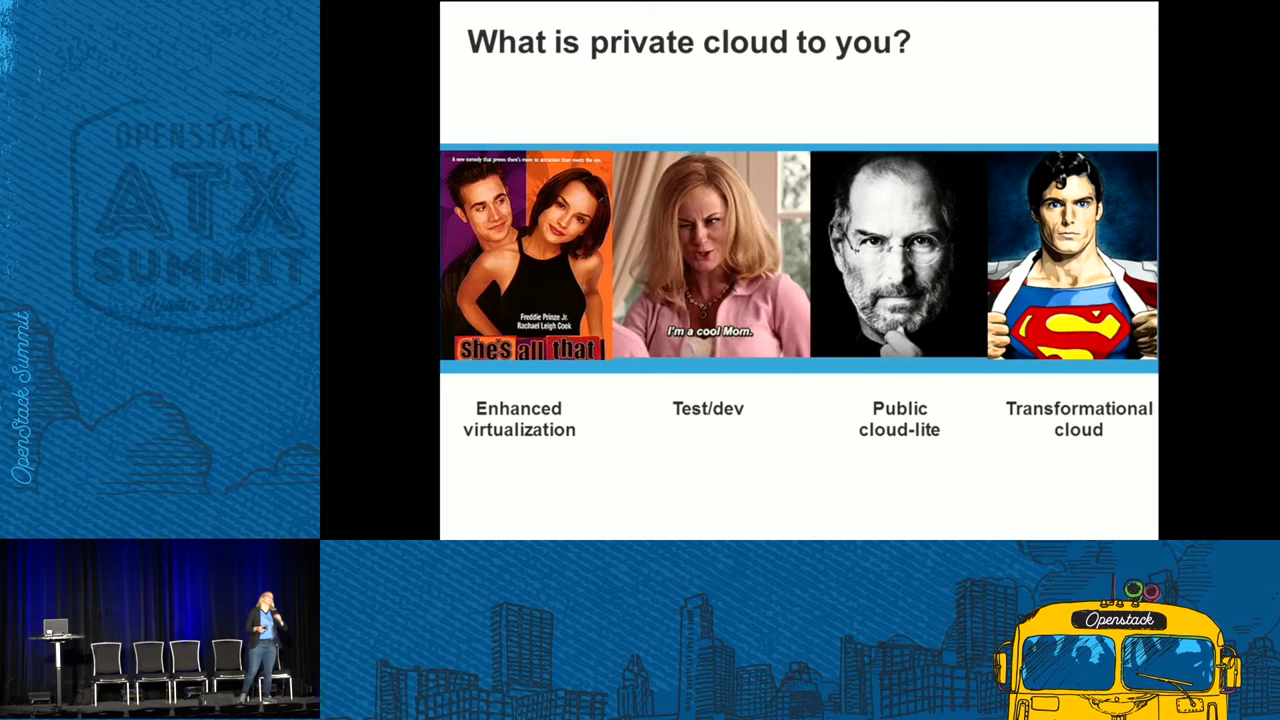 What is private cloud to you?
A new comedy that proves there's more to attraction than meets the eye.
Freddie Prinze Jr.
Rachael Leigh Cook
she's all that
I'm a cool Mom.
Enhanced
virtualization
Test/dev
Public
cloud-lite
Transformational
cloud
OPENSTACK
ATX
SUMMIT
OpenStack Summit
Openstack